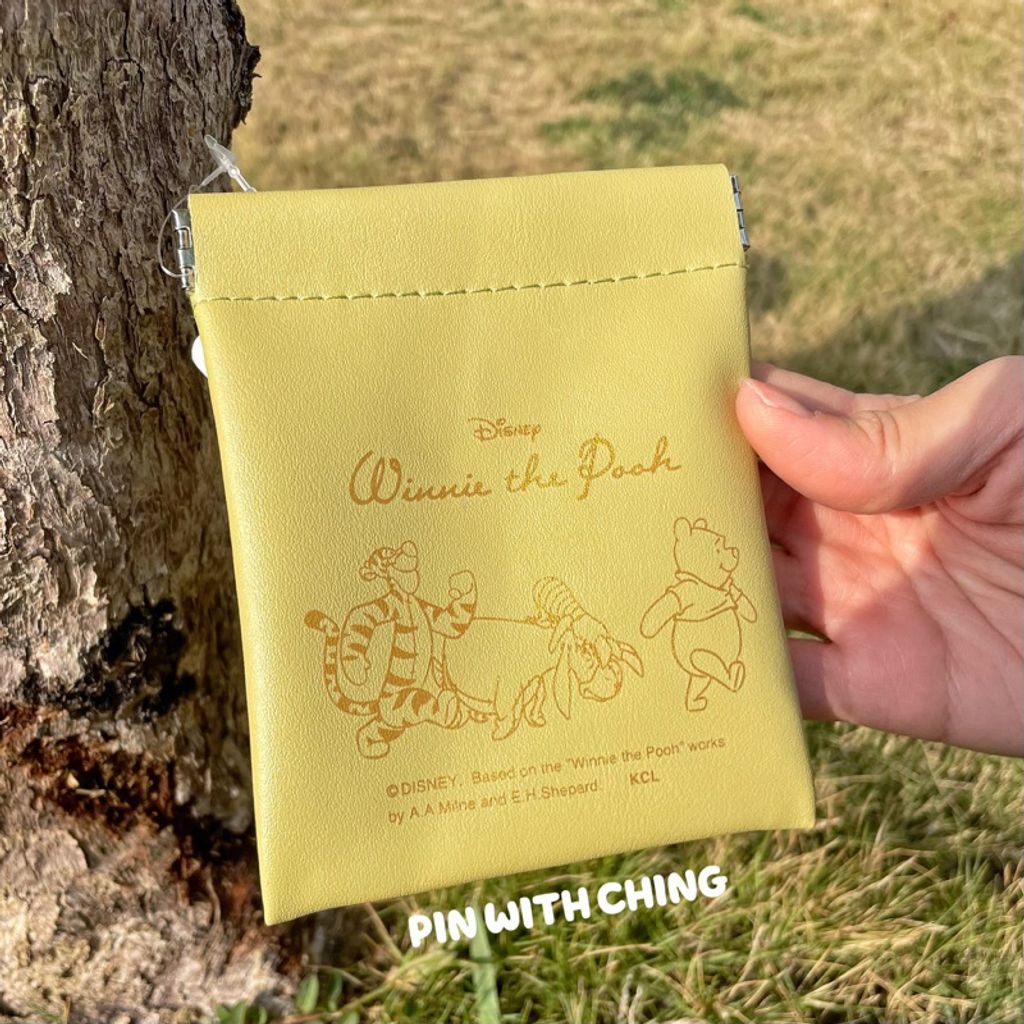 Disney
Winnie the Pooh
©DISNEY. Based on the "Winnie the Pooh" works
by A.A Milne and E.H.Shepard. KCL
PIN WITH CHING